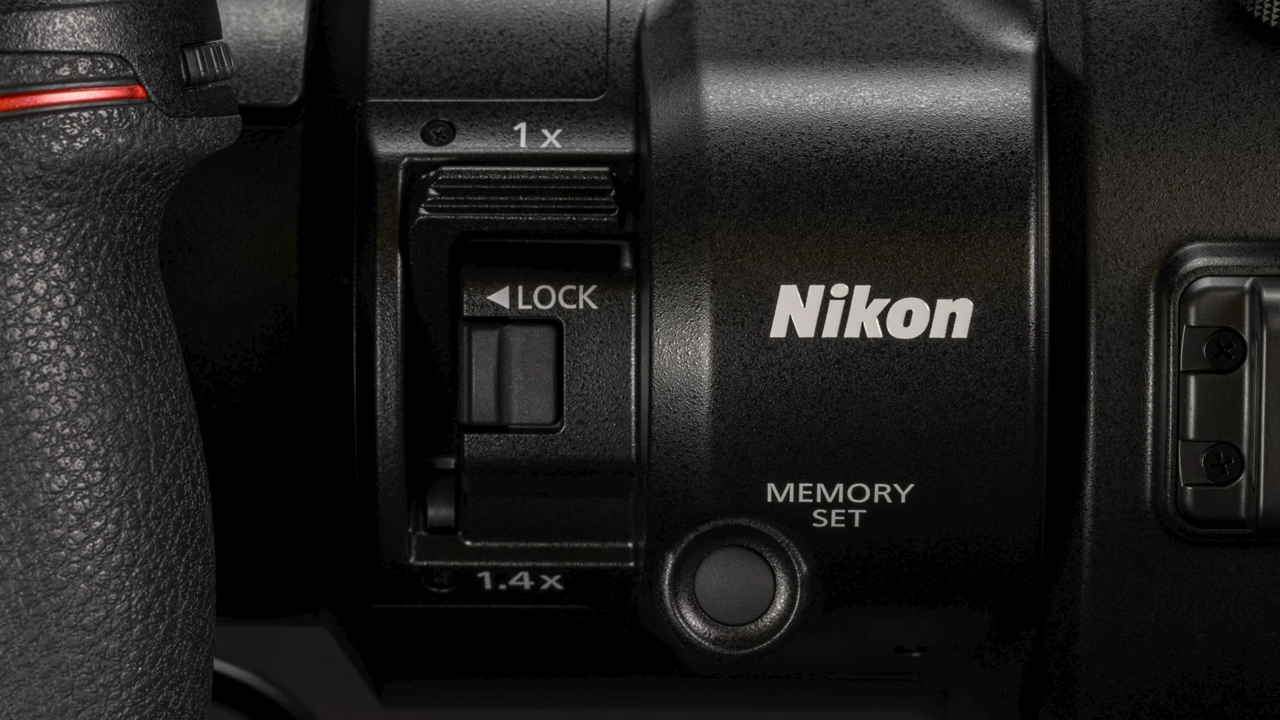 1x
◀LOCK
Nikon
MEMORY
SET
1.4x